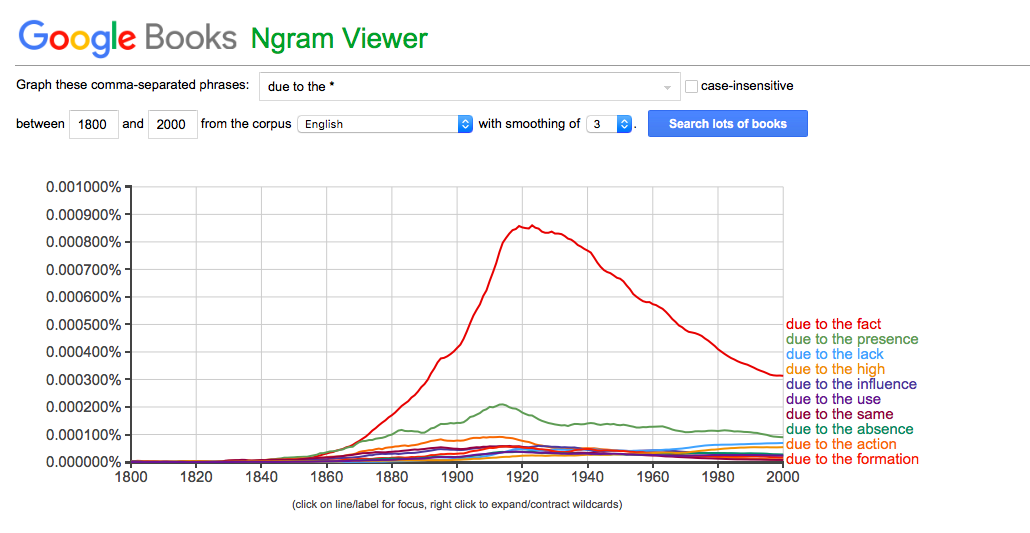 Google Books Ngram Viewer
Graph these comma-separated phrases: due to the * case-insensitive
between 1800 and 2000 from the corpus English with smoothing of 3 . Search lots of books
0.001000%
0.000900%
0.000800%
0.000700%
0.000600%
0.000500%
0.000400%
0.000300%
0.000200%
0.000100%
0.000000%
1800 1820 1840 1860 1880 1900 1920 1940 1960 1980 2000
due to the fact
due to the presence
due to the lack
due to the high
due to the influence
due to the use
due to the same
due to the absence
due to the action
due to the formation
(click on line/label for focus, right click to expand/contract wildcards)